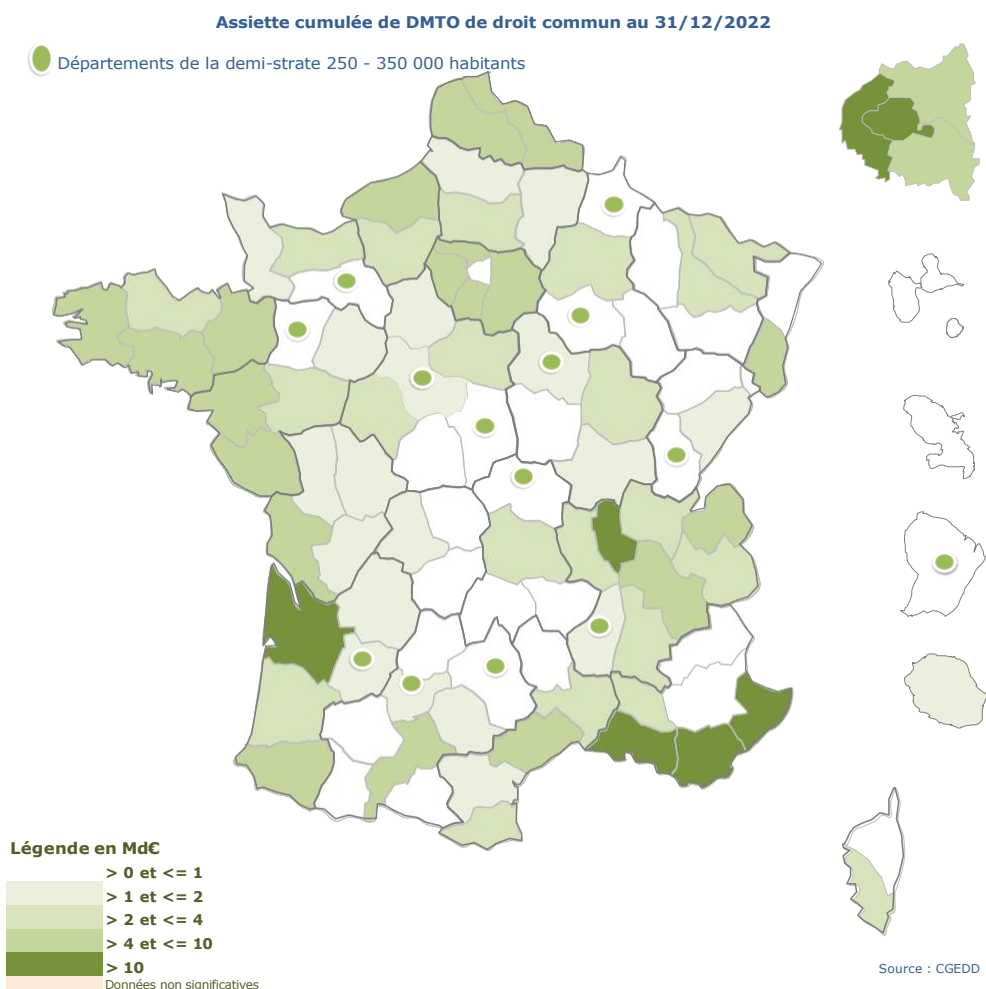 Assiette cumulée de DMTO de droit commun au 31/12/2022
Départements de la demi-strate 250 - 350 000 habitants
Légende en Md€
> 0 et <= 1
> 1 et <= 2
> 2 et <= 4
> 4 et <= 10
> 10
Données non significatives
Source : CGEDD